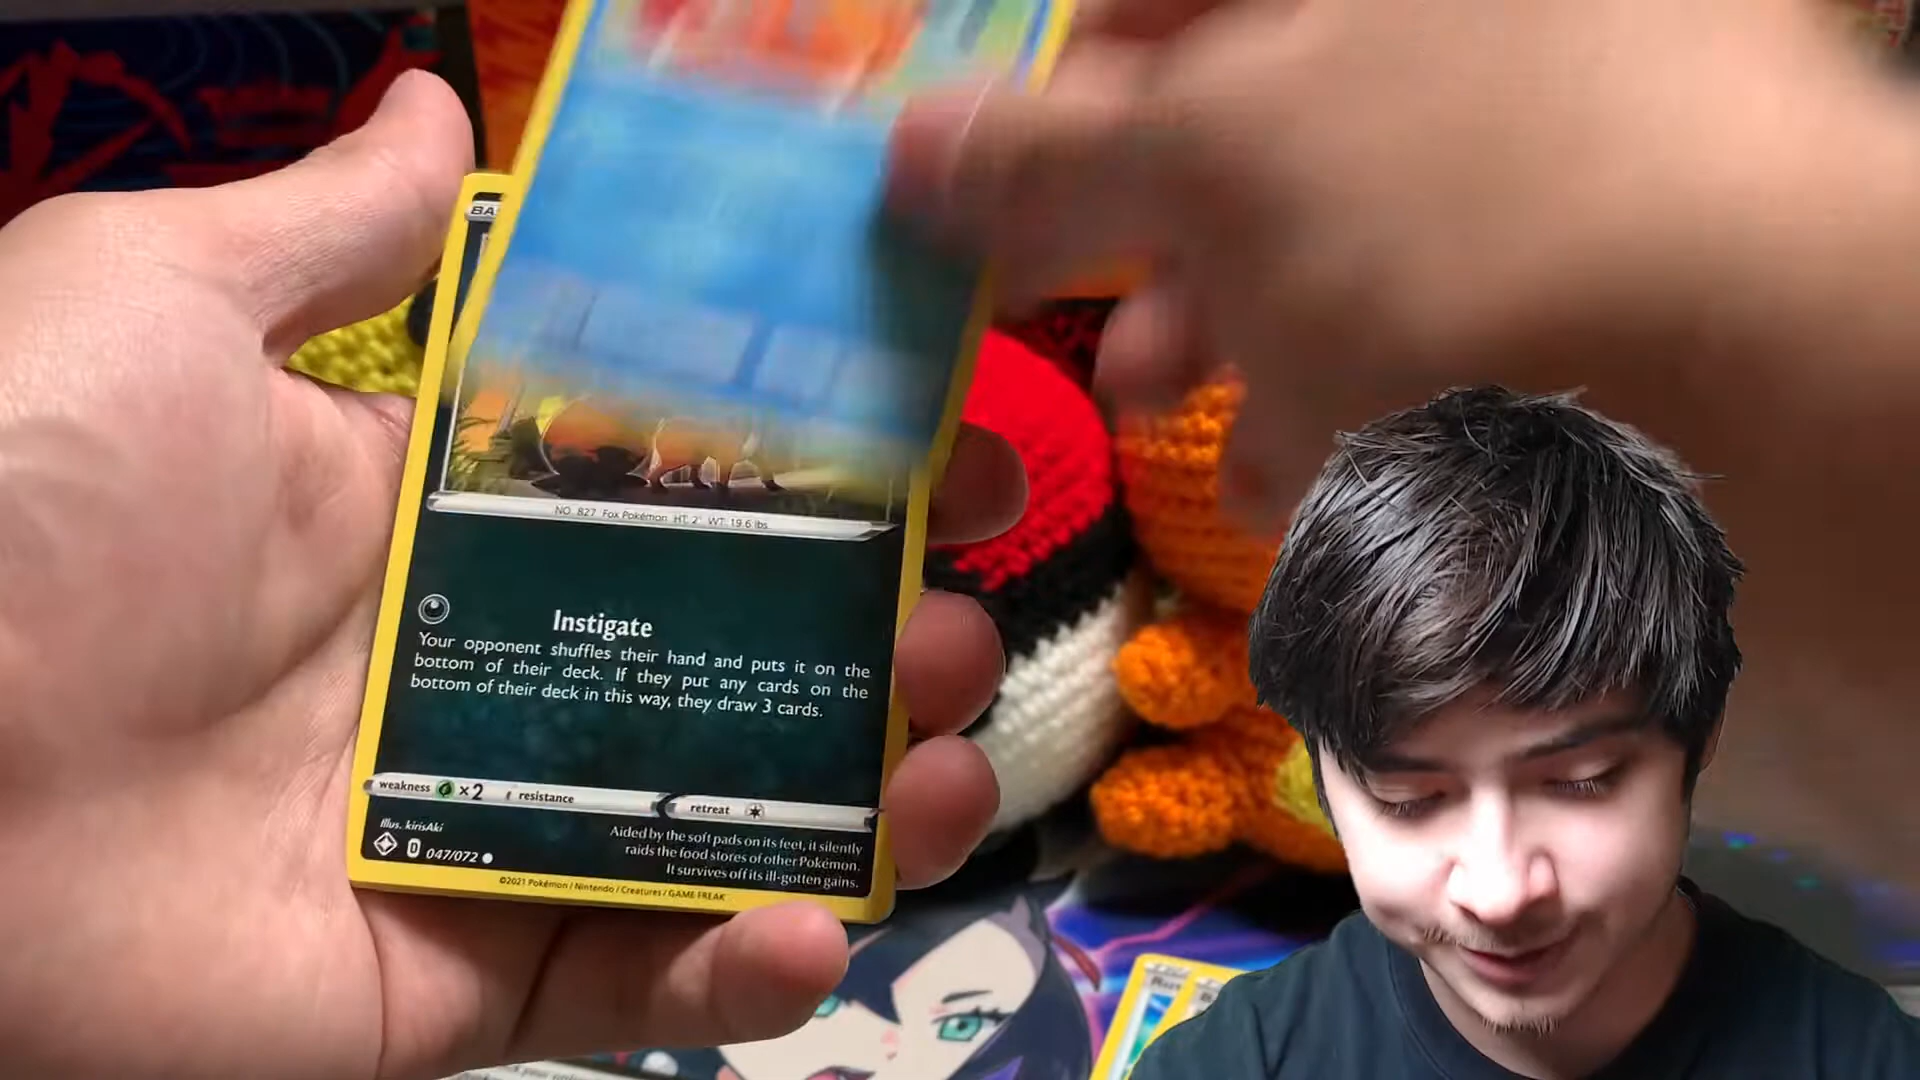 BA
NO. 827 Fox Pokémon HT: 2' WT: 19.6 lbs.
Instigate
Your opponent shuffles their hand and puts it on the
bottom of their deck. If they put any cards on the
bottom of their deck in this way, they draw 3 cards.
weakness ×2 resistance retreat
Illus. kirisAki
D 047/072
Aided by the soft pads on its feet, it silently
raids the food stores of other Pokémon.
It survives off its ill-gotten gains.
©2021 Pokémon / Nintendo / Creatures / GAME FREAK